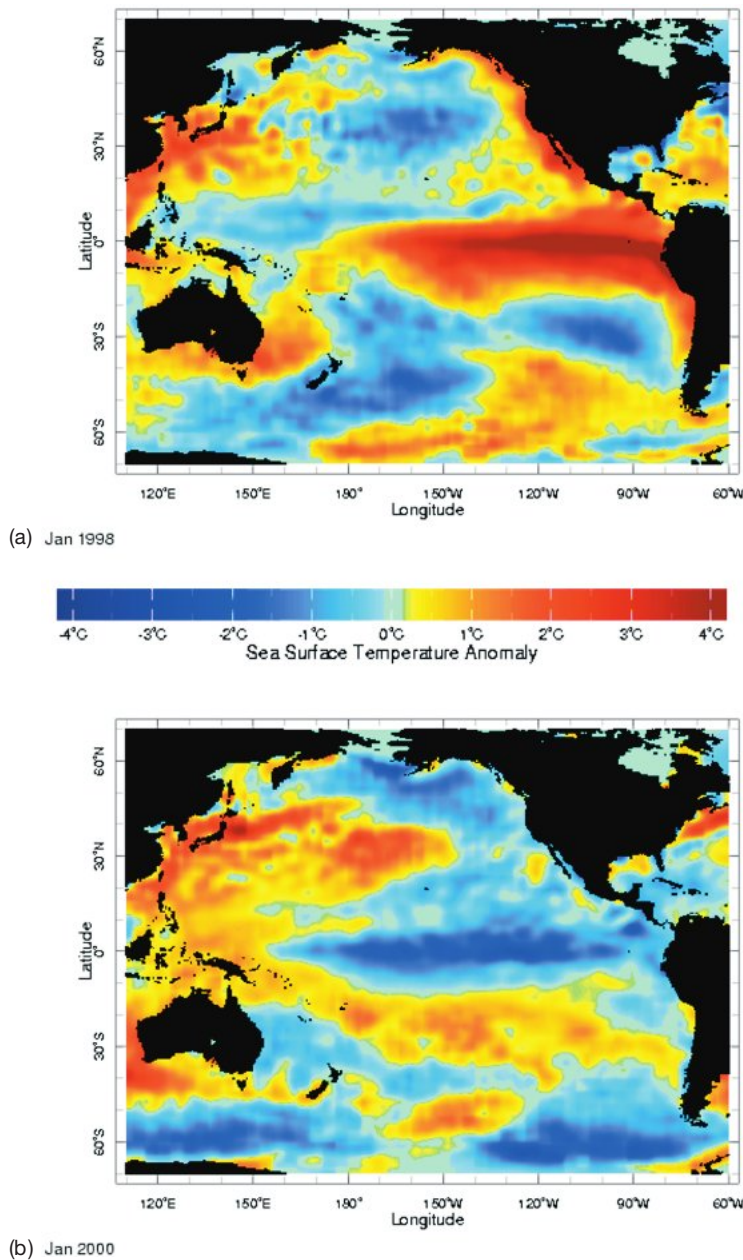 60°N
30°N
0°
30°S
60°S
Latitude
120°E 150°E 180° 150°W 120°W 90°W 60°W
Longitude
(a) Jan 1998
-4°C -3°C -2°C -1°C 0°C 1°C 2°C 3°C 4°C
Sea Surface Temperature Anomaly
60°N
30°N
0°
30°S
60°S
Latitude
120°E 150°E 180° 150°W 120°W 90°W 60°W
Longitude
(b) Jan 2000